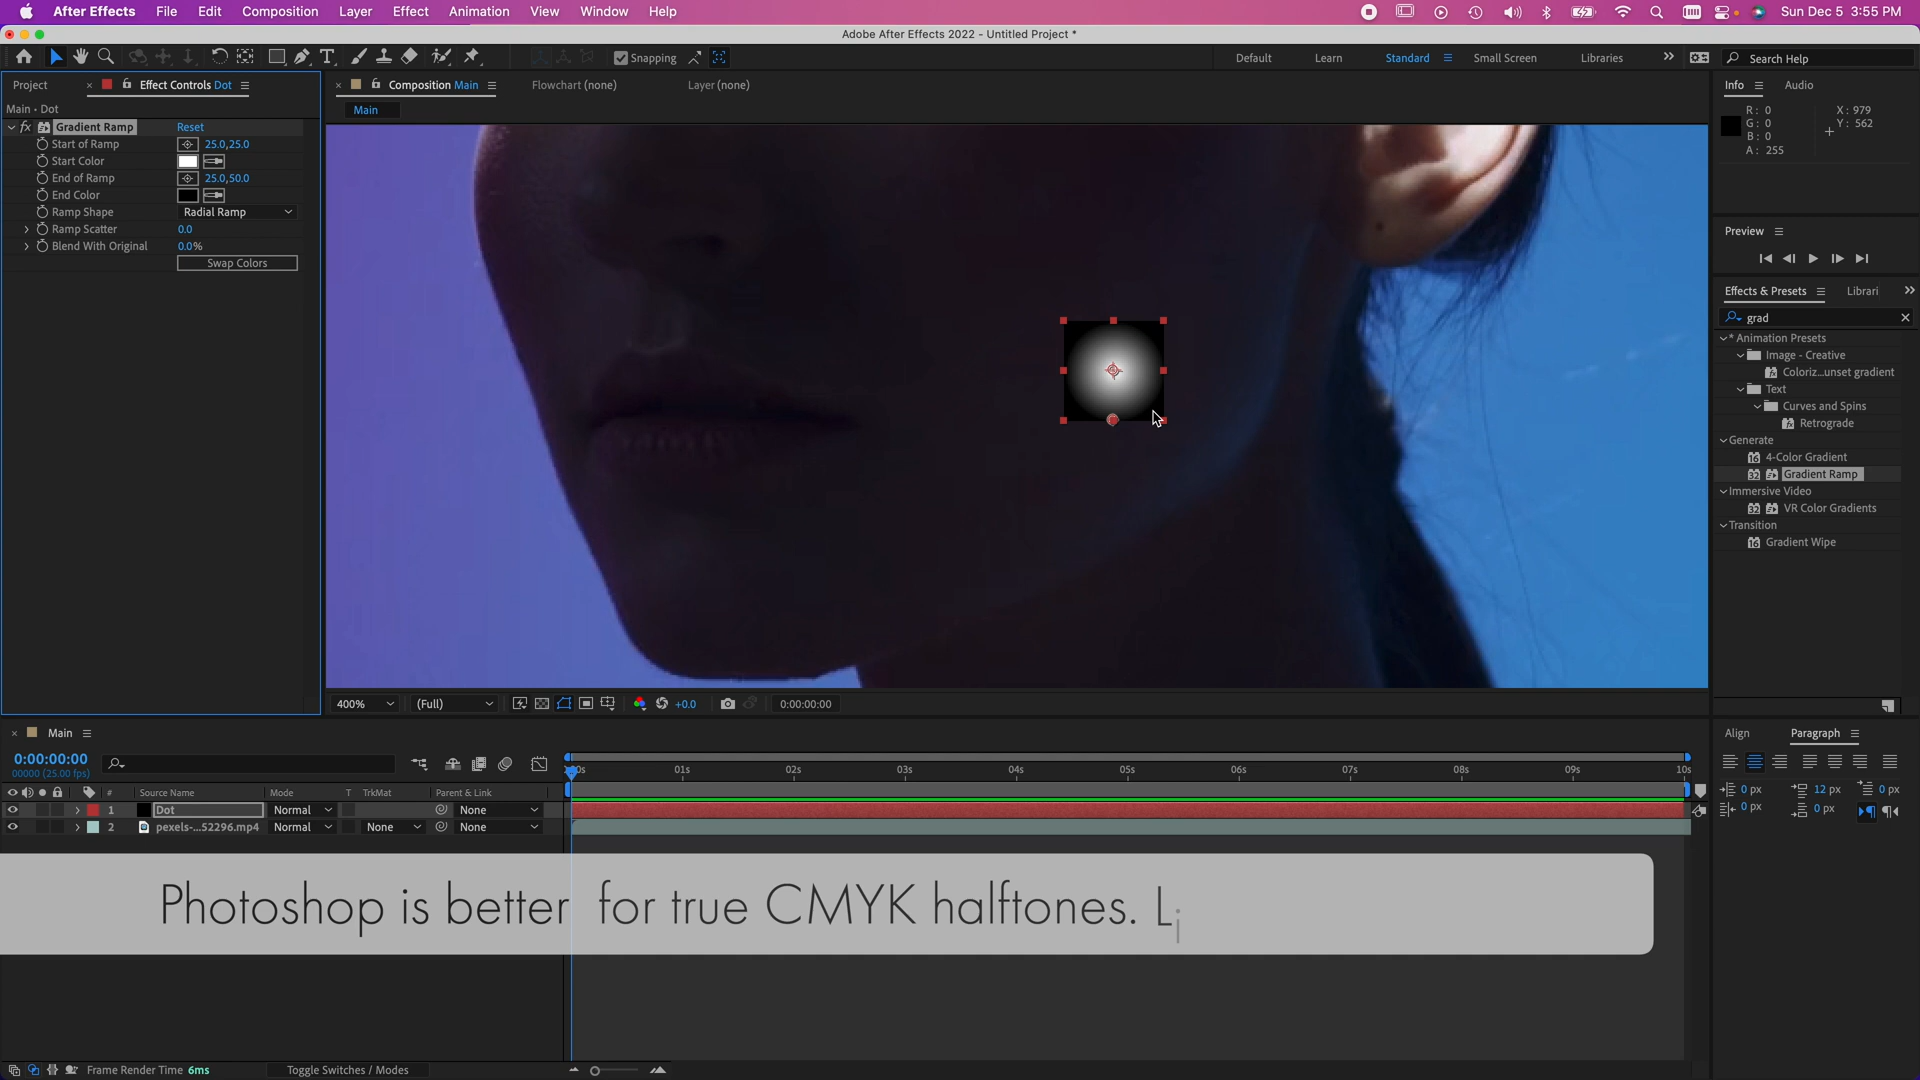 After Effects File Edit Composition Layer Effect Animation View Window Help Sun Dec 5 3:55 PM
Adobe After Effects 2022 - Untitled Project *
Snapping Default Learn Standard Small Screen Libraries Search Help
Project Effect Controls Dot Composition Main Flowchart (none) Layer (none) Info Audio
Main • Dot Main
R: 0 X: 979
G: 0 Y: 562
B: 0
A: 255
Gradient Ramp Reset
Start of Ramp 25.0,25.0
Start Color
End of Ramp 25.0,50.0
End Color
Ramp Shape Radial Ramp
Ramp Scatter 0.0
Blend With Original 0.0%
Swap Colors
Preview
Effects & Presets Librari
grad
* Animation Presets
Image - Creative
Coloriz...unset gradient
Text
Curves and Spins
Retrograde
Generate
4-Color Gradient
Gradient Ramp
Immersive Video
VR Color Gradients
Transition
Gradient Wipe
400% (Full) +0.0 0:00:00:00
Main
0:00:00:00
00000 (25.00 fps)
01s 02s 03s 04s 05s 06s 07s 08s 09s 10s
# Source Name Mode T TrkMat Parent & Link
1 Dot Normal None
2 pexels-...52296.mp4 Normal None None
Align Paragraph
0 px 12 px 0 px
0 px 0 px
Photoshop is better for true CMYK halftones. Li
Frame Render Time 6ms Toggle Switches / Modes